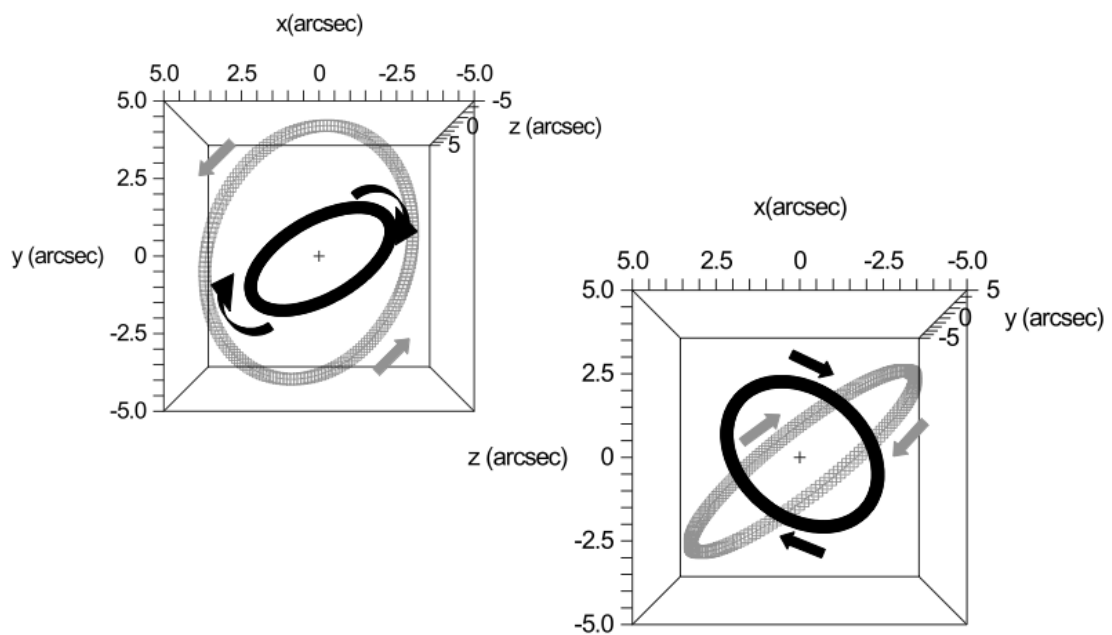 x(arcsec)
5.0 2.5 0 -2.5 -5.0
5.0 -5
0 z (arcsec)
5
2.5
y (arcsec) 0
-2.5
-5.0
x(arcsec)
5.0 2.5 0 -2.5 -5.0
5.0 5
0 y (arcsec)
-5
2.5
z (arcsec) 0
-2.5
-5.0